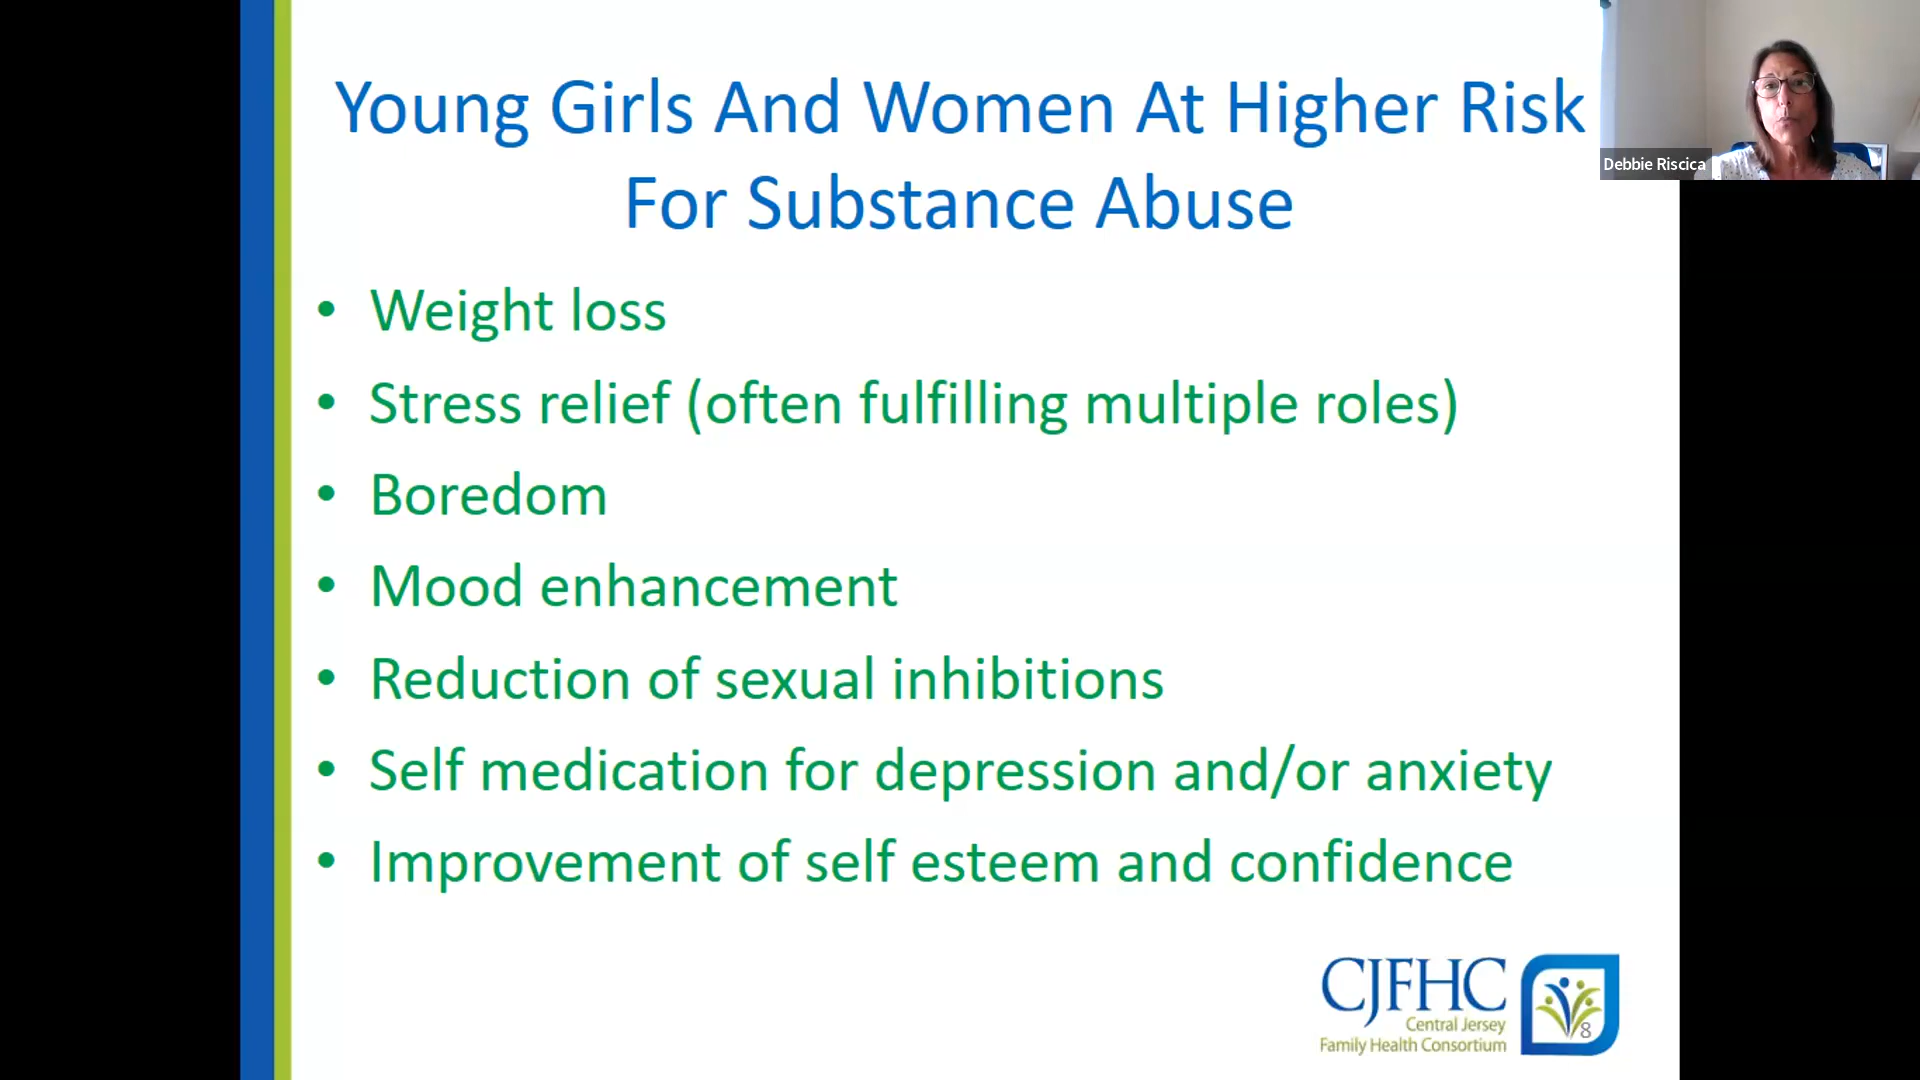 Young Girls And Women At Higher Risk
For Substance Abuse
Debbie Riscica
• Weight loss
• Stress relief (often fulfilling multiple roles)
• Boredom
• Mood enhancement
• Reduction of sexual inhibitions
• Self medication for depression and/or anxiety
• Improvement of self esteem and confidence
CJFHC
Central Jersey
Family Health Consortium
8